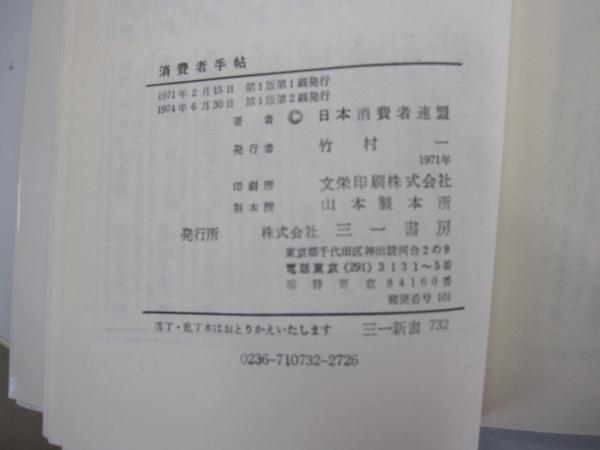 消費者手帖
1971年2月15日 第1版第1刷発行
1974年6月30日 第1版第2刷発行
著者 © 日本消費者連盟
発行者 竹村一
1971年
印刷所 文栄印刷株式会社
製本所 山本製本所
発行所 株式会社 三一書房
東京都千代田区神田駿河台2の9
電話東京(291)3131〜5番
振替東京84160番
郵便番号 101
落丁・乱丁本はおとりかえいたします 三一新書 732
0236-710732-2726